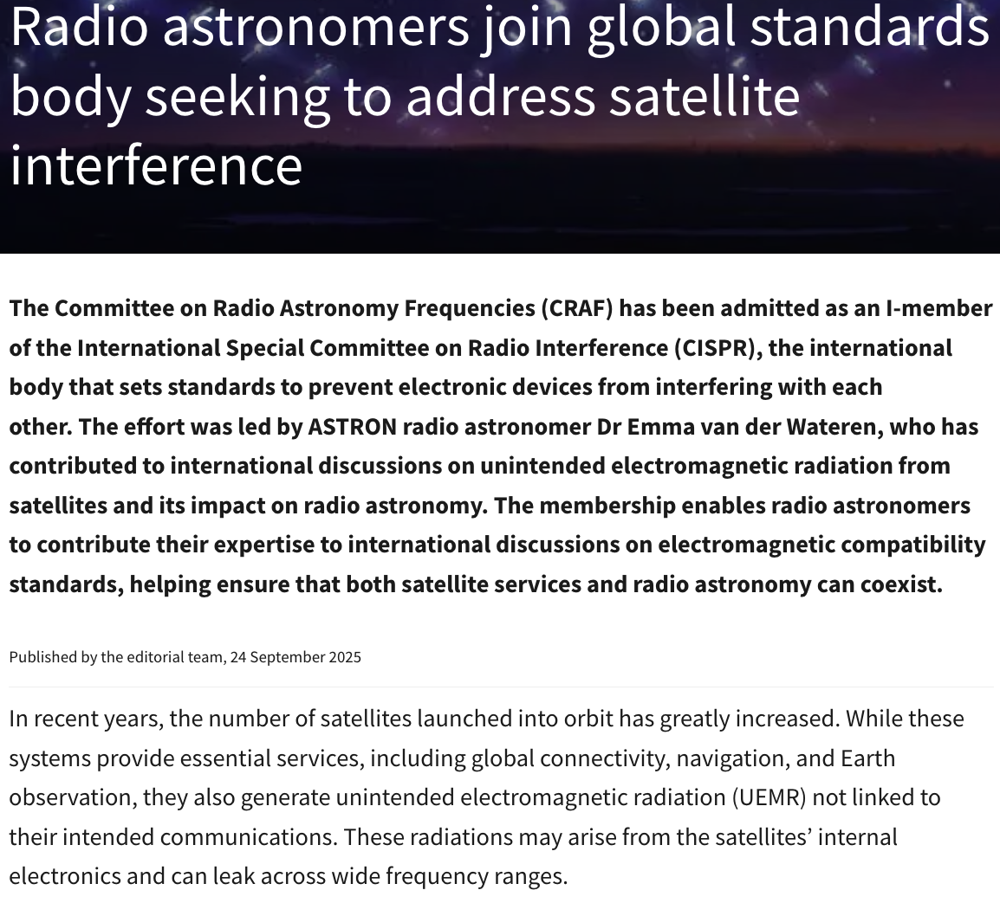 Radio astronomers join global standards
body seeking to address satellite
interference
The Committee on Radio Astronomy Frequencies (CRAF) has been admitted as an I-member
of the International Special Committee on Radio Interference (CISPR), the international
body that sets standards to prevent electronic devices from interfering with each
other. The effort was led by ASTRON radio astronomer Dr Emma van der Wateren, who has
contributed to international discussions on unintended electromagnetic radiation from
satellites and its impact on radio astronomy. The membership enables radio astronomers
to contribute their expertise to international discussions on electromagnetic compatibility
standards, helping ensure that both satellite services and radio astronomy can coexist.
Published by the editorial team, 24 September 2025
In recent years, the number of satellites launched into orbit has greatly increased. While these
systems provide essential services, including global connectivity, navigation, and Earth
observation, they also generate unintended electromagnetic radiation (UEMR) not linked to
their intended communications. These radiations may arise from the satellites’ internal
electronics and can leak across wide frequency ranges.